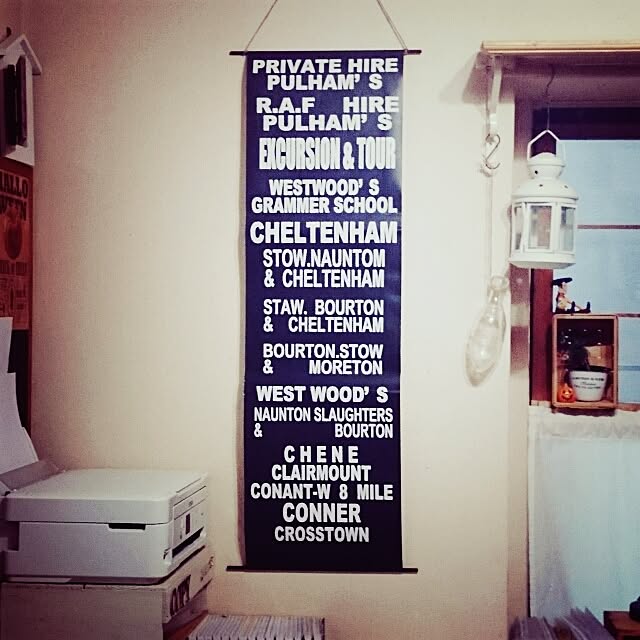 PRIVATE HIRE
PULHAM' S
R.A.F HIRE
PULHAM' S
EXCURSION & TOUR
WESTWOOD' S
GRAMMER SCHOOL
CHELTENHAM
STOW.NAUNTOM
& CHELTENHAM
STAW. BOURTON
& CHELTENHAM
BOURTON.STOW
& MORETON
WEST WOOD' S
NAUNTON SLAUGHTERS
& BOURTON
CHENE
CLAIRMOUNT
CONANT-W 8 MILE
CONNER
CROSSTOWN